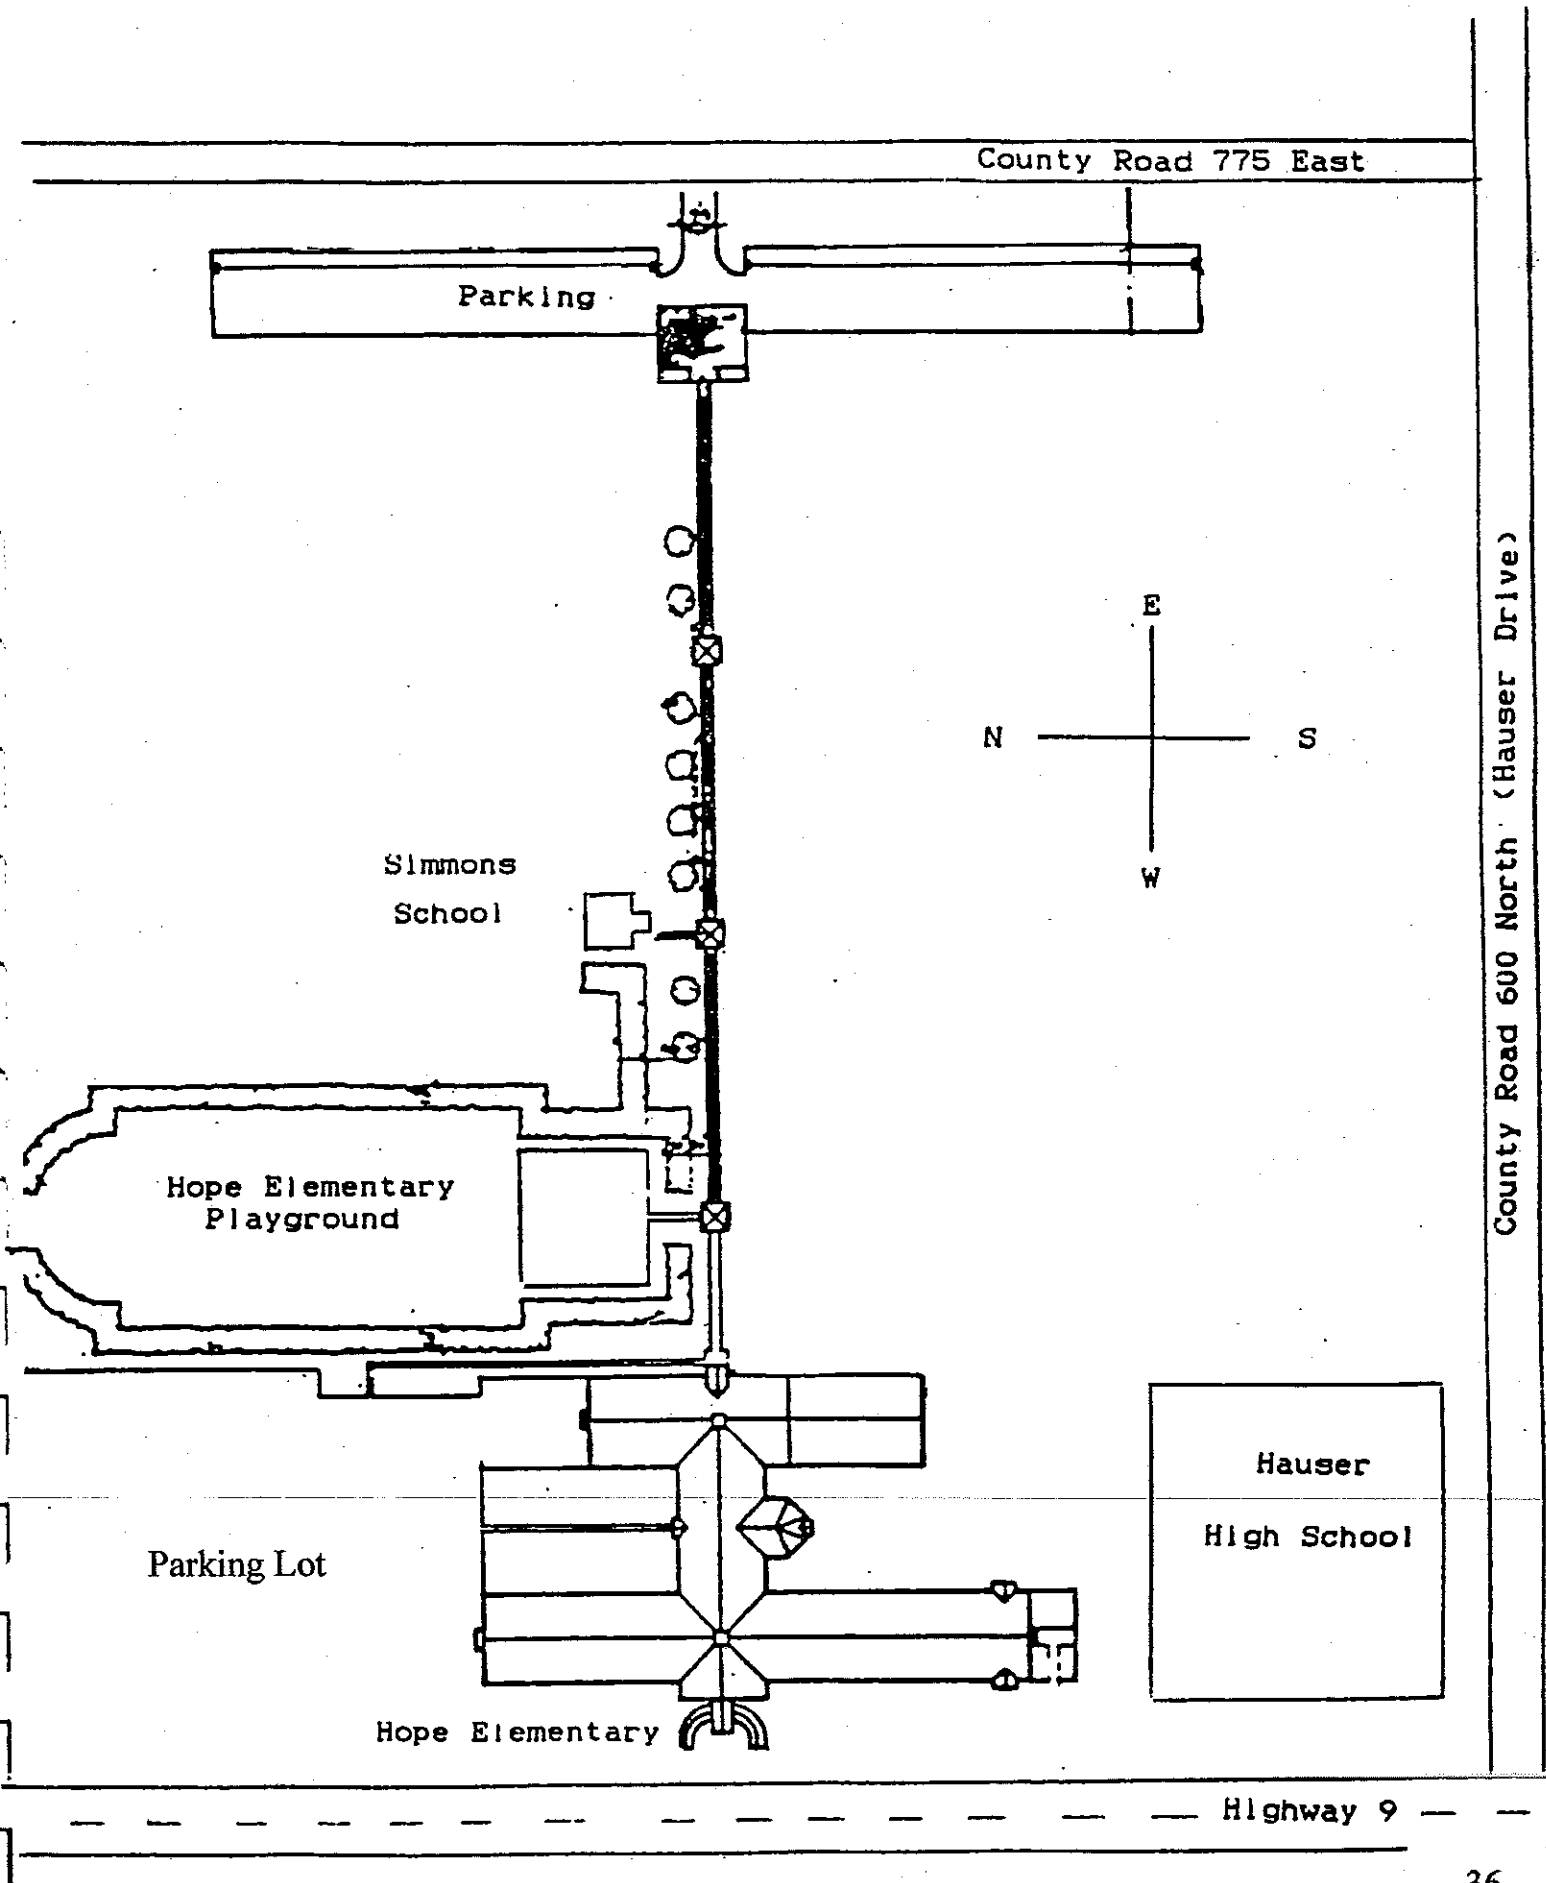 County Road 775 East
Parking
E
N S
W
County Road 600 North (Hauser Drive)
Simmons
School
Hope Elementary
Playground
Hauser
High School
Parking Lot
Hope Elementary
Highway 9
36